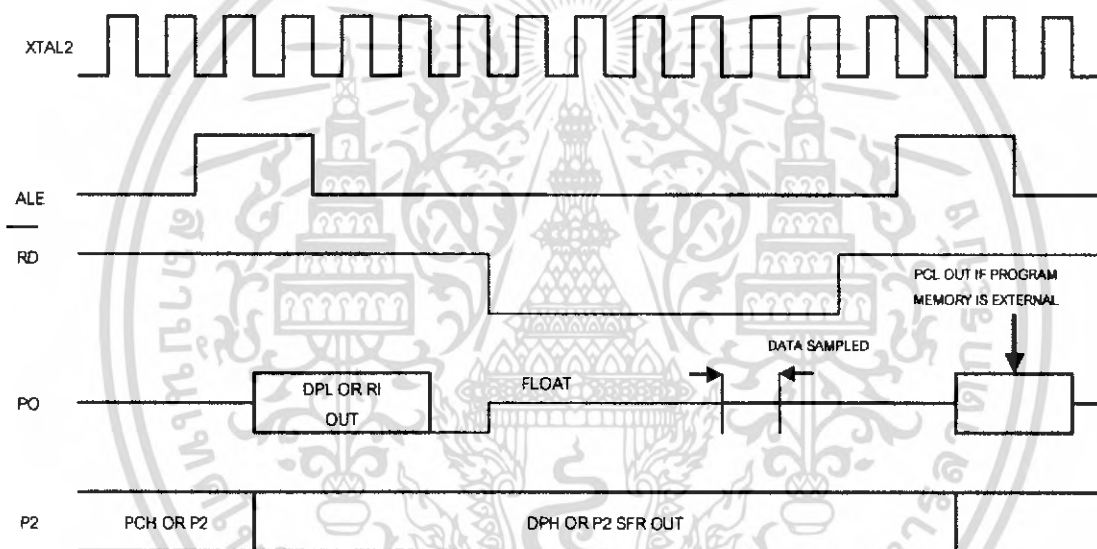 XTAL2
ALE
RD
PCL OUT IF PROGRAM
MEMORY IS EXTERNAL
DATA SAMPLED
FLOAT
DPL OR RI
OUT
PO
P2
PCH OR P2
DPH OR P2 SFR OUT